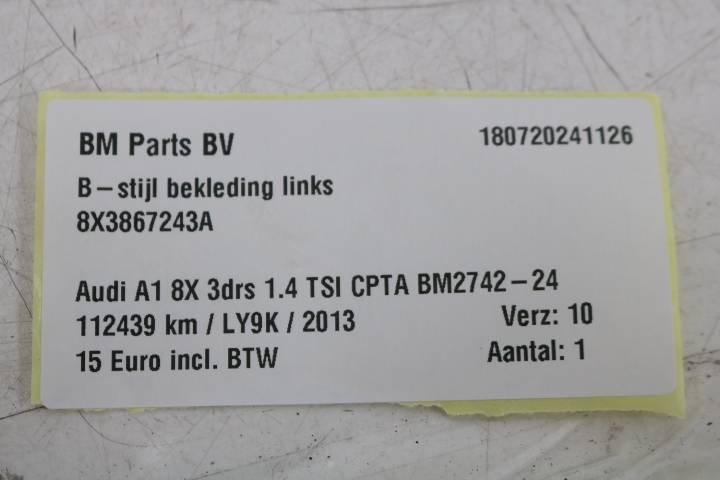 BM Parts BV 180720241126
B-stijl bekleding links
8X3867243A
Audi A1 8X 3drs 1.4 TSI CPTA BM2742-24
112439 km / LY9K / 2013 Verz: 10
15 Euro incl. BTW Aantal: 1